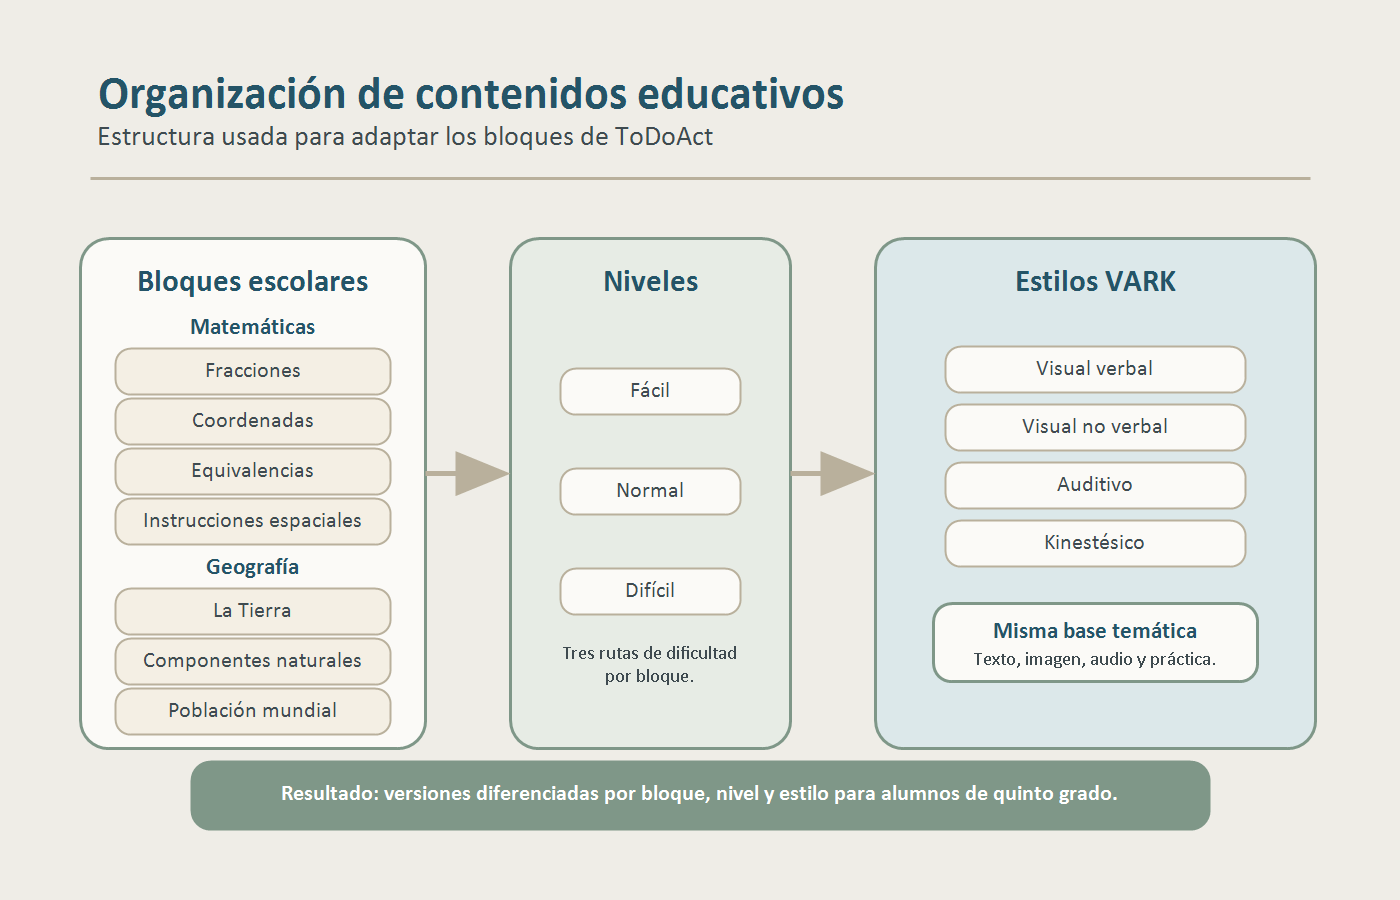 Organización de contenidos educativos
Estructura usada para adaptar los bloques de ToDoAct
Bloques escolares
Matemáticas
Fracciones
Coordenadas
Equivalencias
Instrucciones espaciales
Geografía
La Tierra
Componentes naturales
Población mundial
Niveles
Fácil
Normal
Difícil
Tres rutas de dificultad
por bloque.
Estilos VARK
Visual verbal
Visual no verbal
Auditivo
Kinestésico
Misma base temática
Texto, imagen, audio y práctica.
Resultado: versiones diferenciadas por bloque, nivel y estilo para alumnos de quinto grado.